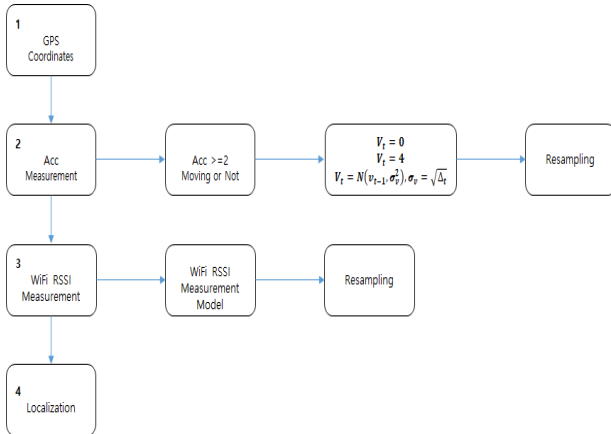 1
GPS
Coordinates
2
Acc
Measurement
Acc >=2
Moving or Not
V_t = 0
V_t = 4
V_t = N(v_{t-1}, σ_v^2), σ_v = √Δ_t
Resampling
3
WiFi RSSI
Measurement
WiFi RSSI
Measurement
Model
Resampling
4
Localization